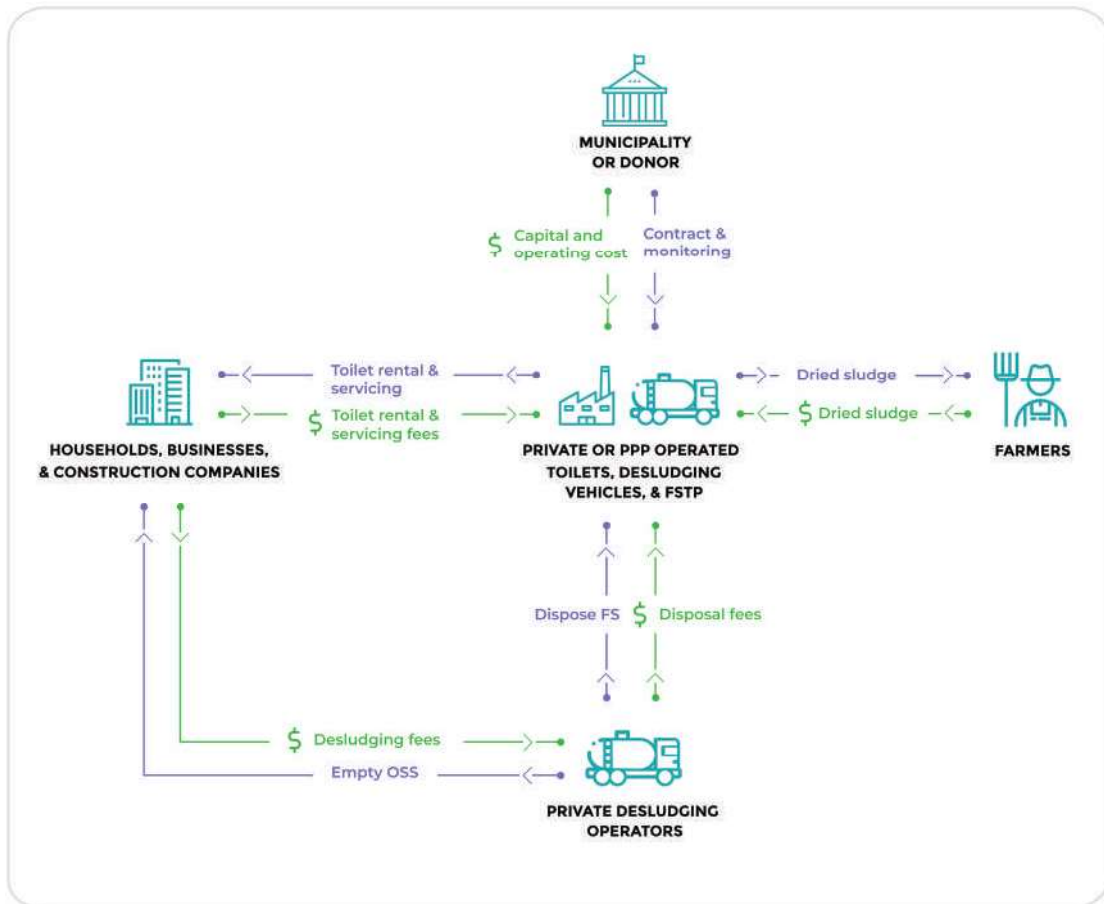 MUNICIPALITY
OR DONOR
$ Capital and
operating cost
Contract &
monitoring
Toilet rental &
servicing
$ Toilet rental &
servicing fees
Dried sludge
$ Dried sludge
HOUSEHOLDS, BUSINESSES,
& CONSTRUCTION COMPANIES
PRIVATE OR PPP OPERATED
TOILETS, DESLUDGING
VEHICLES, & FSTP
FARMERS
Dispose FS
$ Disposal fees
$ Desludging fees
Empty OSS
PRIVATE DESLUDGING
OPERATORS